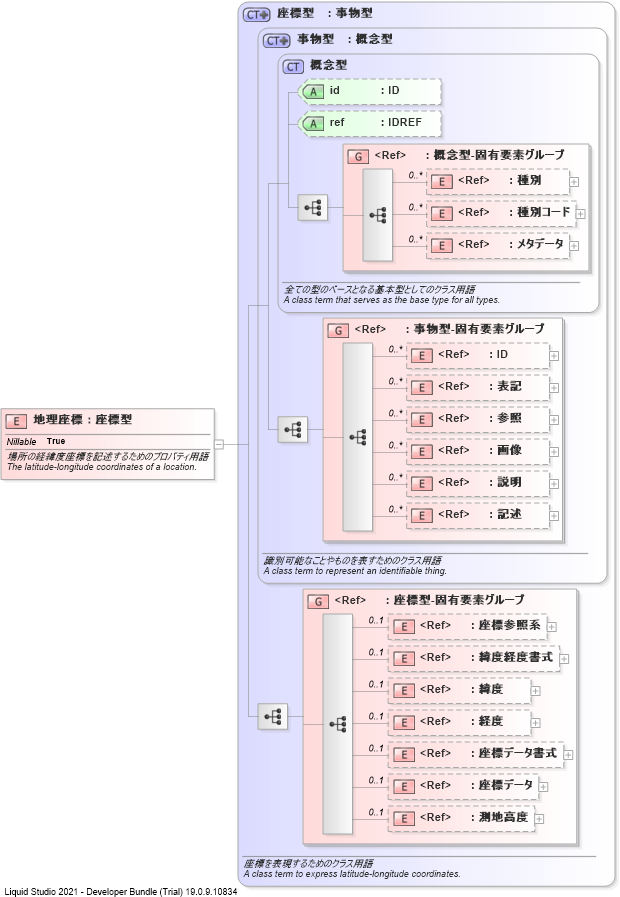 CT 座標型 : 事物型
CT 事物型 : 概念型
CT 概念型
A id : ID
A ref : IDREF
G <Ref> : 概念型-固有要素グループ
0..* E <Ref> : 種別
0..* E <Ref> : 種別コード
0..* E <Ref> : メタデータ
全ての型のベースとなる基本型としてのクラス用語
A class term that serves as the base type for all types.
G <Ref> : 事物型-固有要素グループ
0..* E <Ref> : ID
0..* E <Ref> : 表記
0..* E <Ref> : 参照
0..* E <Ref> : 画像
0..* E <Ref> : 説明
0..* E <Ref> : 記述
E 地理座標 : 座標型
Nillable True
場所の経緯度座標を記述するためのプロパティ用語
The latitude-longitude coordinates of a location.
識別可能なことやものを表すためのクラス用語
A class term to represent an identifiable thing.
G <Ref> : 座標型-固有要素グループ
0..1 E <Ref> : 座標参照系
0..1 E <Ref> : 緯度経度書式
0..1 E <Ref> : 緯度
0..1 E <Ref> : 経度
0..1 E <Ref> : 座標データ書式
0..1 E <Ref> : 座標データ
0..1 E <Ref> : 測地高度
座標を表現するためのクラス用語
A class term to express latitude-longitude coordinates.
Liquid Studio 2021 - Developer Bundle (Trial) 19.0.9.10834